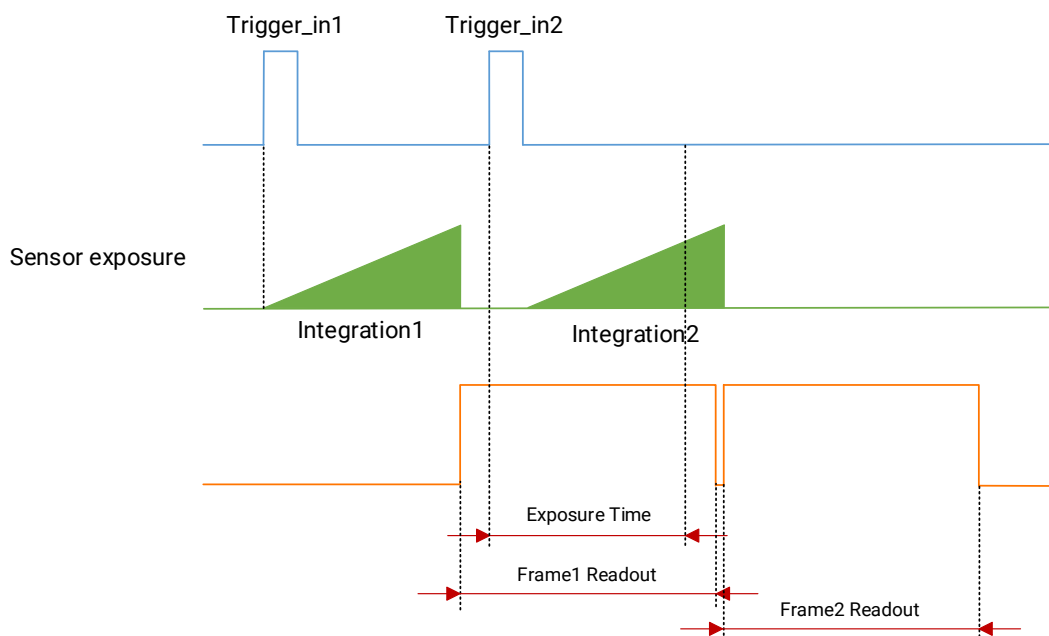 Trigger_in1
Trigger_in2
Sensor exposure
Integration1
Integration2
Exposure Time
Frame1 Readout
Frame2 Readout